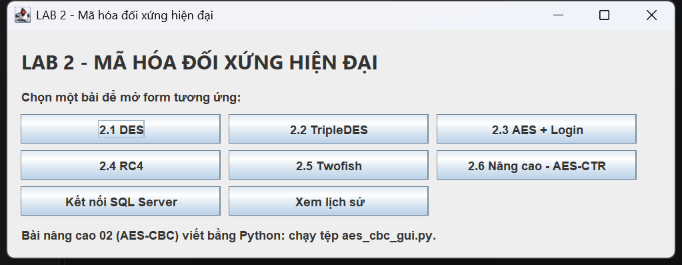 LAB 2 - Mã hóa đối xứng hiện đại
LAB 2 - MÃ HÓA ĐỐI XỨNG HIỆN ĐẠI
Chọn một bài để mở form tương ứng:
2.1 DES 2.2 TripleDES 2.3 AES + Login
2.4 RC4 2.5 Twofish 2.6 Nâng cao - AES-CTR
Kết nối SQL Server Xem lịch sử
Bài nâng cao 02 (AES-CBC) viết bằng Python: chạy tệp aes_cbc_gui.py.